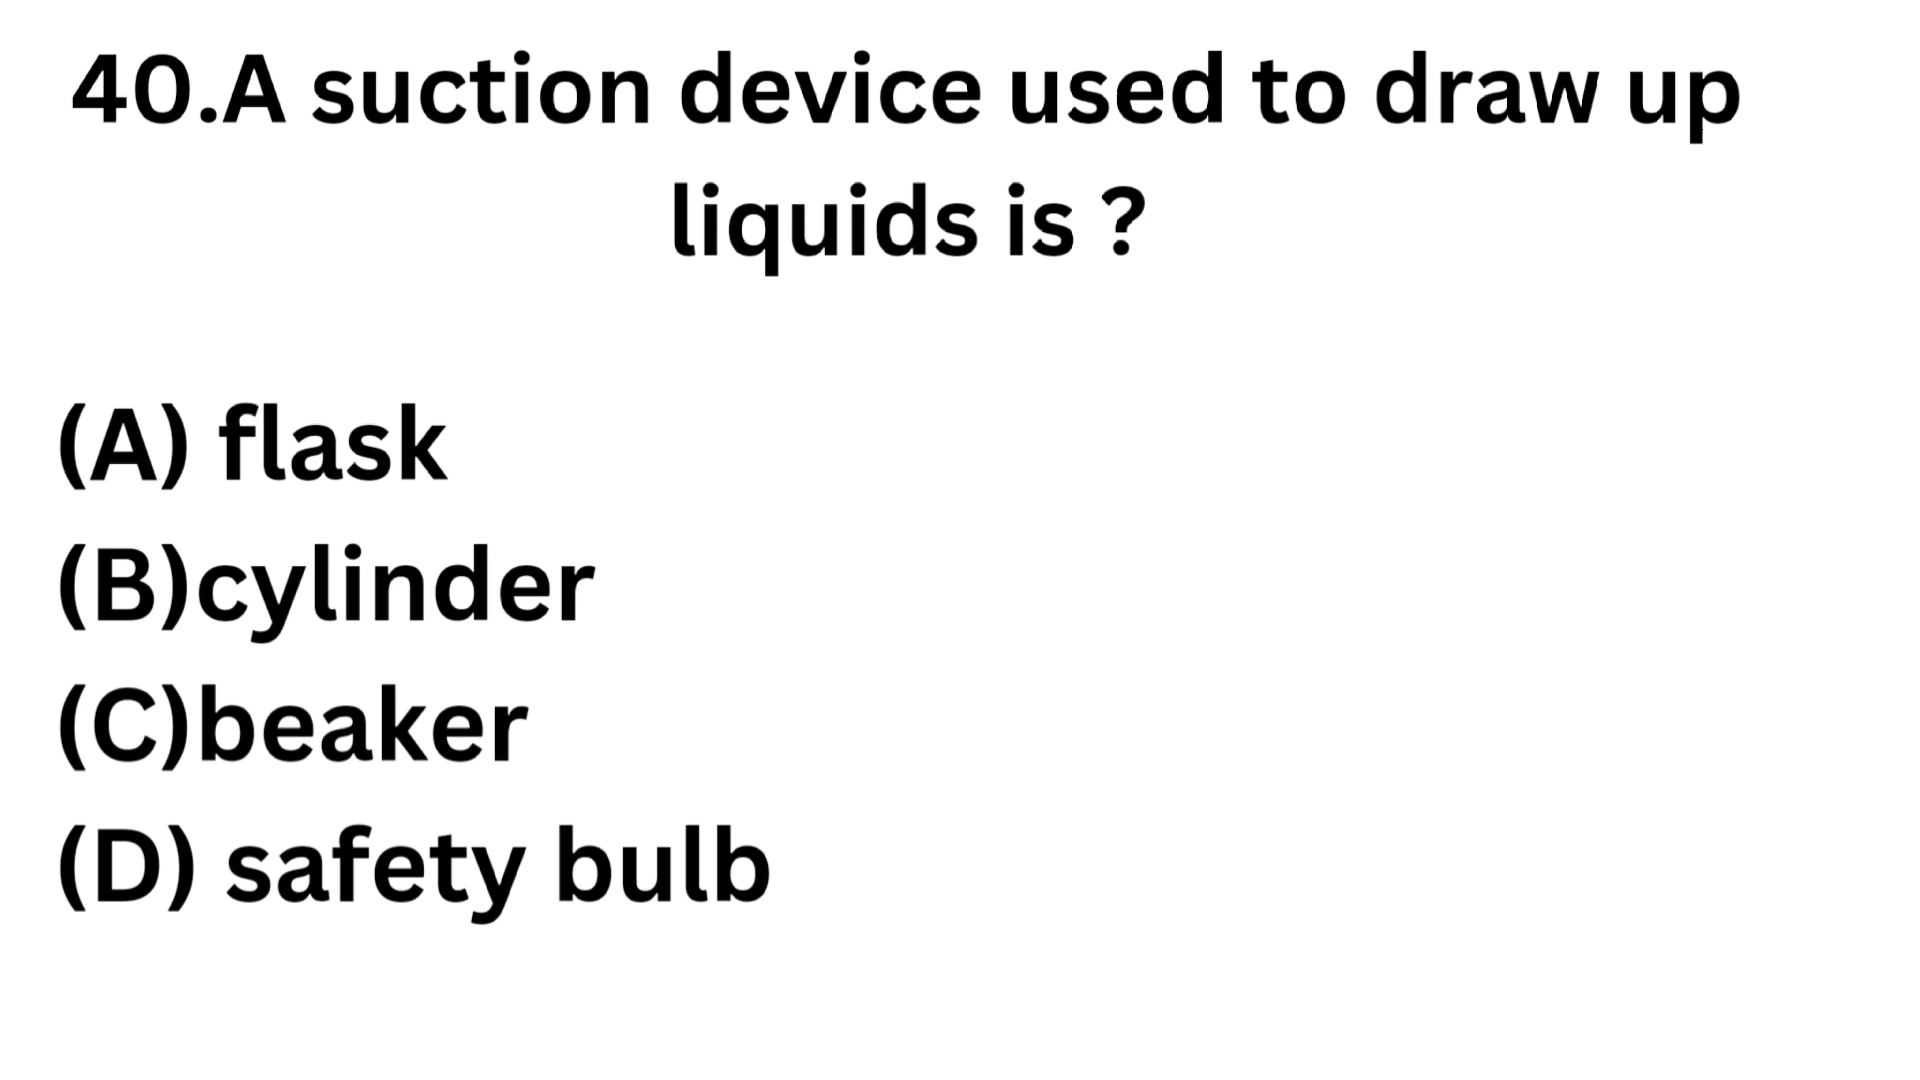 40.A suction device used to draw up
liquids is ?
(A) flask
(B)cylinder
(C)beaker
(D) safety bulb